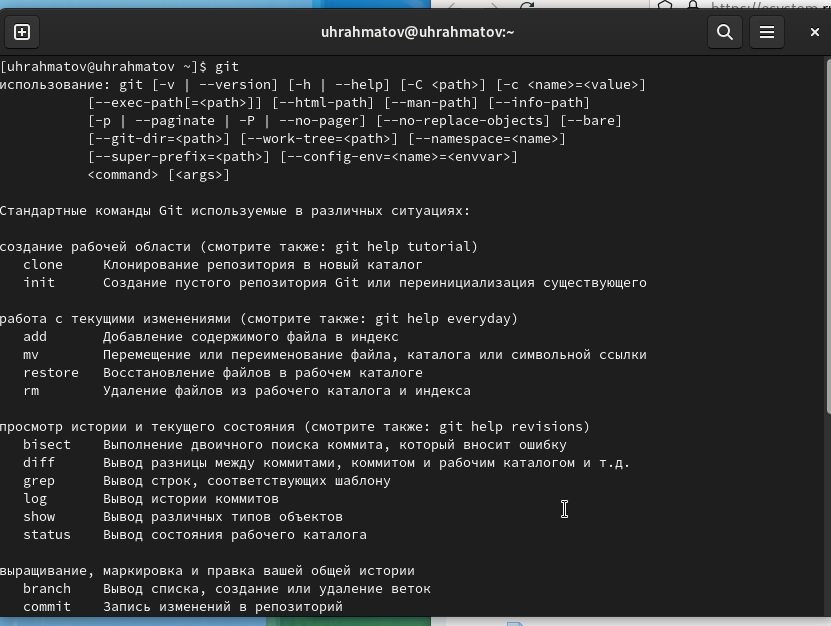 https://esystem.r
uhrahmatov@uhrahmatov:~
[uhrahmatov@uhrahmatov ~]$ git
использование: git [-v | --version] [-h | --help] [-C <path>] [-c <name>=<value>]
           [--exec-path[=<path>]] [--html-path] [--man-path] [--info-path]
           [-p | --paginate | -P | --no-pager] [--no-replace-objects] [--bare]
           [--git-dir=<path>] [--work-tree=<path>] [--namespace=<name>]
           [--super-prefix=<path>] [--config-env=<name>=<envvar>]
           <command> [<args>]
Стандартные команды Git используемые в различных ситуациях:
создание рабочей области (смотрите также: git help tutorial)
   clone     Клонирование репозитория в новый каталог
   init      Создание пустого репозитория Git или переинициализация существующего
работа с текущими изменениями (смотрите также: git help everyday)
   add       Добавление содержимого файла в индекс
   mv        Перемещение или переименование файла, каталога или символьной ссылки
   restore   Восстановление файлов в рабочем каталоге
   rm        Удаление файлов из рабочего каталога и индекса
просмотр истории и текущего состояния (смотрите также: git help revisions)
   bisect    Выполнение двоичного поиска коммита, который вносит ошибку
   diff      Вывод разницы между коммитами, коммитом и рабочим каталогом и т.д.
   grep      Вывод строк, соответствующих шаблону
   log       Вывод истории коммитов
   show      Вывод различных типов объектов
   status    Вывод состояния рабочего каталога
выращивание, маркировка и правка вашей общей истории
   branch    Вывод списка, создание или удаление веток
   commit    Запись изменений в репозиторий